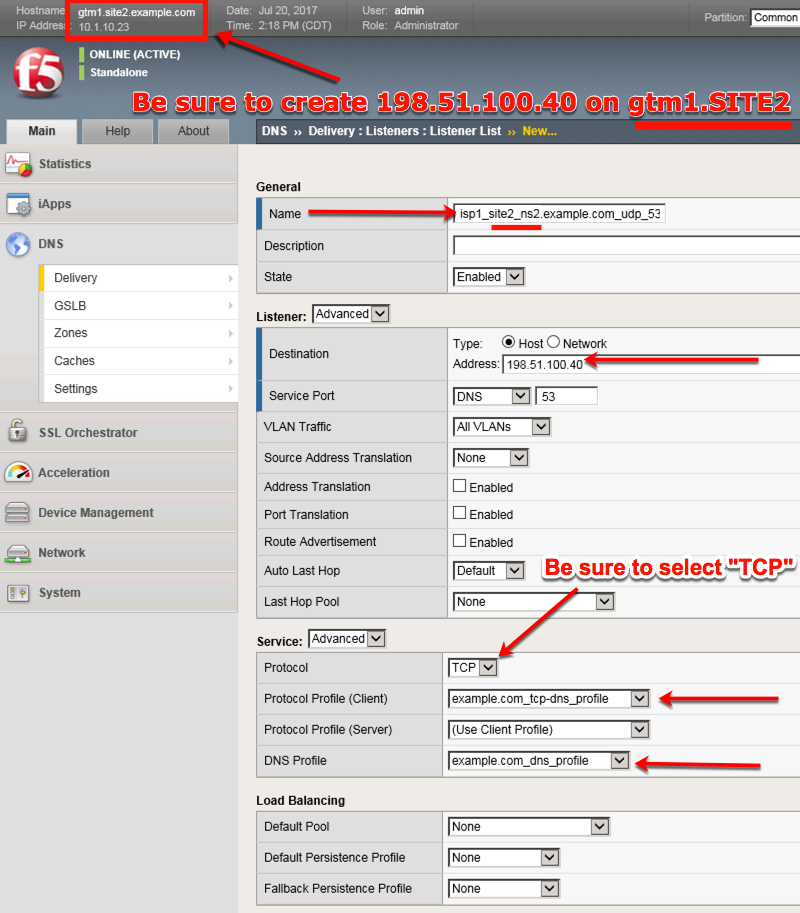 Hostname gtm1.site2.example.com Date: Jul 20, 2017 User: admin
IP Address 10.1.10.23 Time: 2:18 PM (CDT) Role: Administrator
Partition: Common
f5
ONLINE (ACTIVE)
Standalone
Be sure to create 198.51.100.40 on gtm1.SITE2
Main Help About
DNS ›› Delivery : Listeners : Listener List ›› New...
Statistics
iApps
DNS
Delivery
GSLB
Zones
Caches
Settings
SSL Orchestrator
Acceleration
Device Management
Network
System
General
Name isp1_site2_ns2.example.com_udp_53
Description
State Enabled
Listener: Advanced
Destination
Type: Host Network
Address: 198.51.100.40
Service Port DNS 53
VLAN Traffic All VLANs
Source Address Translation None
Address Translation Enabled
Port Translation Enabled
Route Advertisement Enabled
Auto Last Hop Default
Be sure to select "TCP"
Last Hop Pool None
Service: Advanced
Protocol TCP
Protocol Profile (Client) example.com_tcp-dns_profile
Protocol Profile (Server) (Use Client Profile)
DNS Profile example.com_dns_profile
Load Balancing
Default Pool None
Default Persistence Profile None
Fallback Persistence Profile None